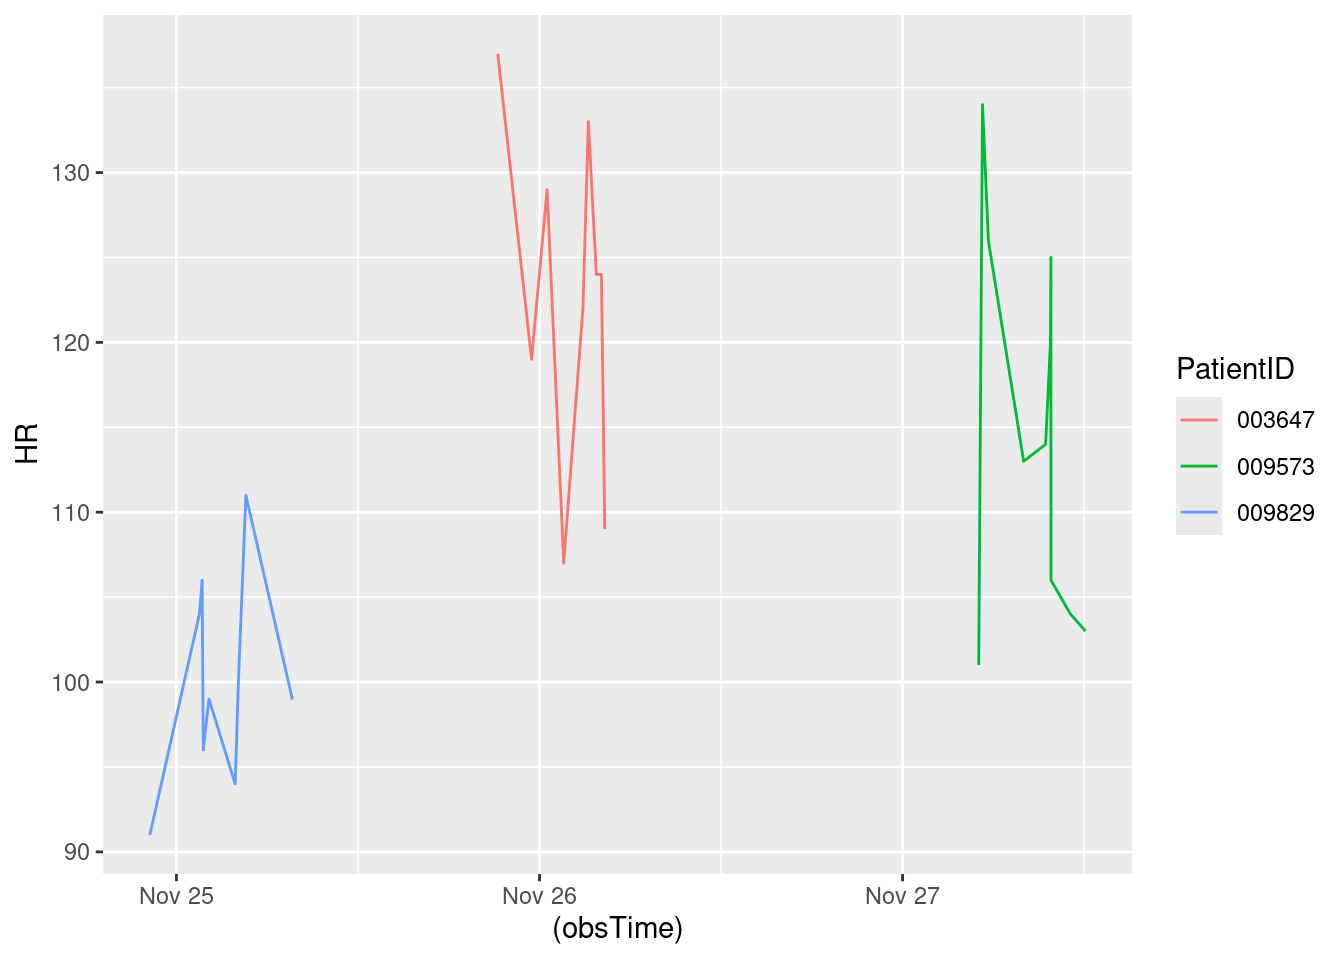 130
120
110
100
90
HR
Nov 25
Nov 26
Nov 27
(obsTime)
PatientID
003647
009573
009829